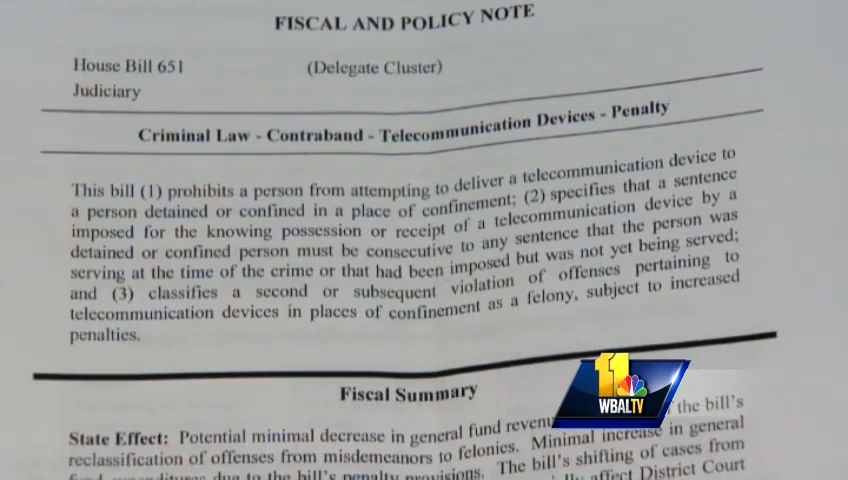 FISCAL AND POLICY NOTE
House Bill 651 (Delegate Cluster)
Judiciary
Criminal Law - Contraband - Telecommunication Devices - Penalty
This bill (1) prohibits a person from attempting to deliver a telecommunication device to
a person detained or confined in a place of confinement; (2) specifies that a sentence
imposed for the knowing possession or receipt of a telecommunication device by a
detained or confined person must be consecutive to any sentence that the person was
serving at the time of the crime or that had been imposed but was not yet being served;
and (3) classifies a second or subsequent violation of offenses pertaining to
telecommunication devices in places of confinement as a felony, subject to increased
penalties.
Fiscal Summary
State Effect: Potential minimal decrease in general fund the bill's
reclassification of offenses from misdemeanors to felonies. Minimal increase in general
fund expenditures due to the bill's penalty provisions. The bill's shifting of cases from
affect District Court
11
WBALTV